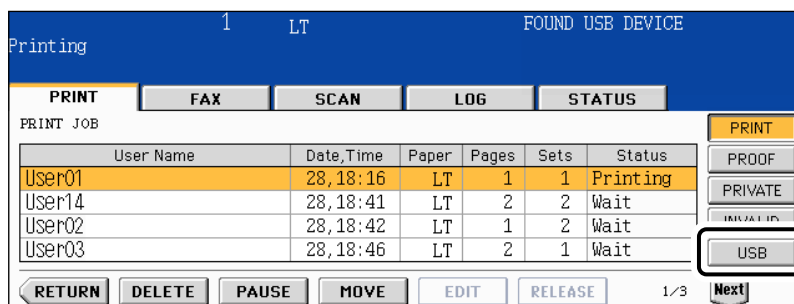 1 LT FOUND USB DEVICE
Printing
PRINT FAX SCAN LOG STATUS
PRINT JOB
PRINT
User Name Date,Time Paper Pages Sets Status
PROOF
User01 28,18:16 LT 1 1 Printing
PRIVATE
User14 28,18:41 LT 2 2 Wait
INVALID
User02 28,18:42 LT 1 2 Wait
User03 28,18:46 LT 2 1 Wait
USB
RETURN DELETE PAUSE MOVE EDIT RELEASE 1/3 Next